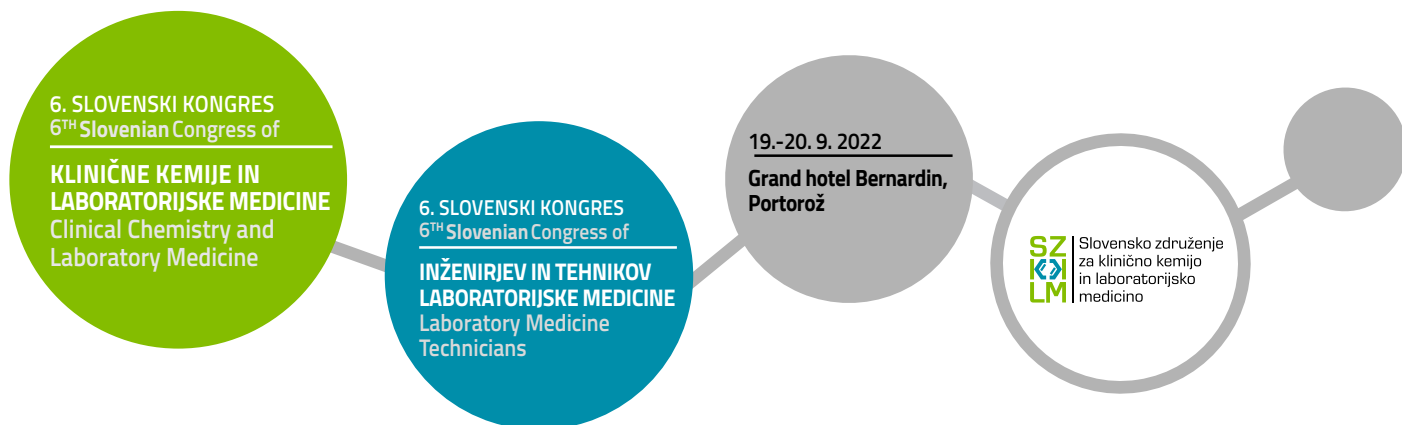 6. SLOVENSKI KONGRES
6TH Slovenian Congress of
KLINIČNE KEMIJE IN
LABORATORIJSKE MEDICINE
Clinical Chemistry and
Laboratory Medicine
6. SLOVENSKI KONGRES
6TH Slovenian Congress of
INŽENIRJEV IN TEHNIKOV
LABORATORIJSKE MEDICINE
Laboratory Medicine
Technicians
19.-20. 9. 2022
Grand hotel Bernardin,
Portorož
SZ
K
LM
Slovensko združenje
za klinično kemijo
in laboratorijsko
medicino